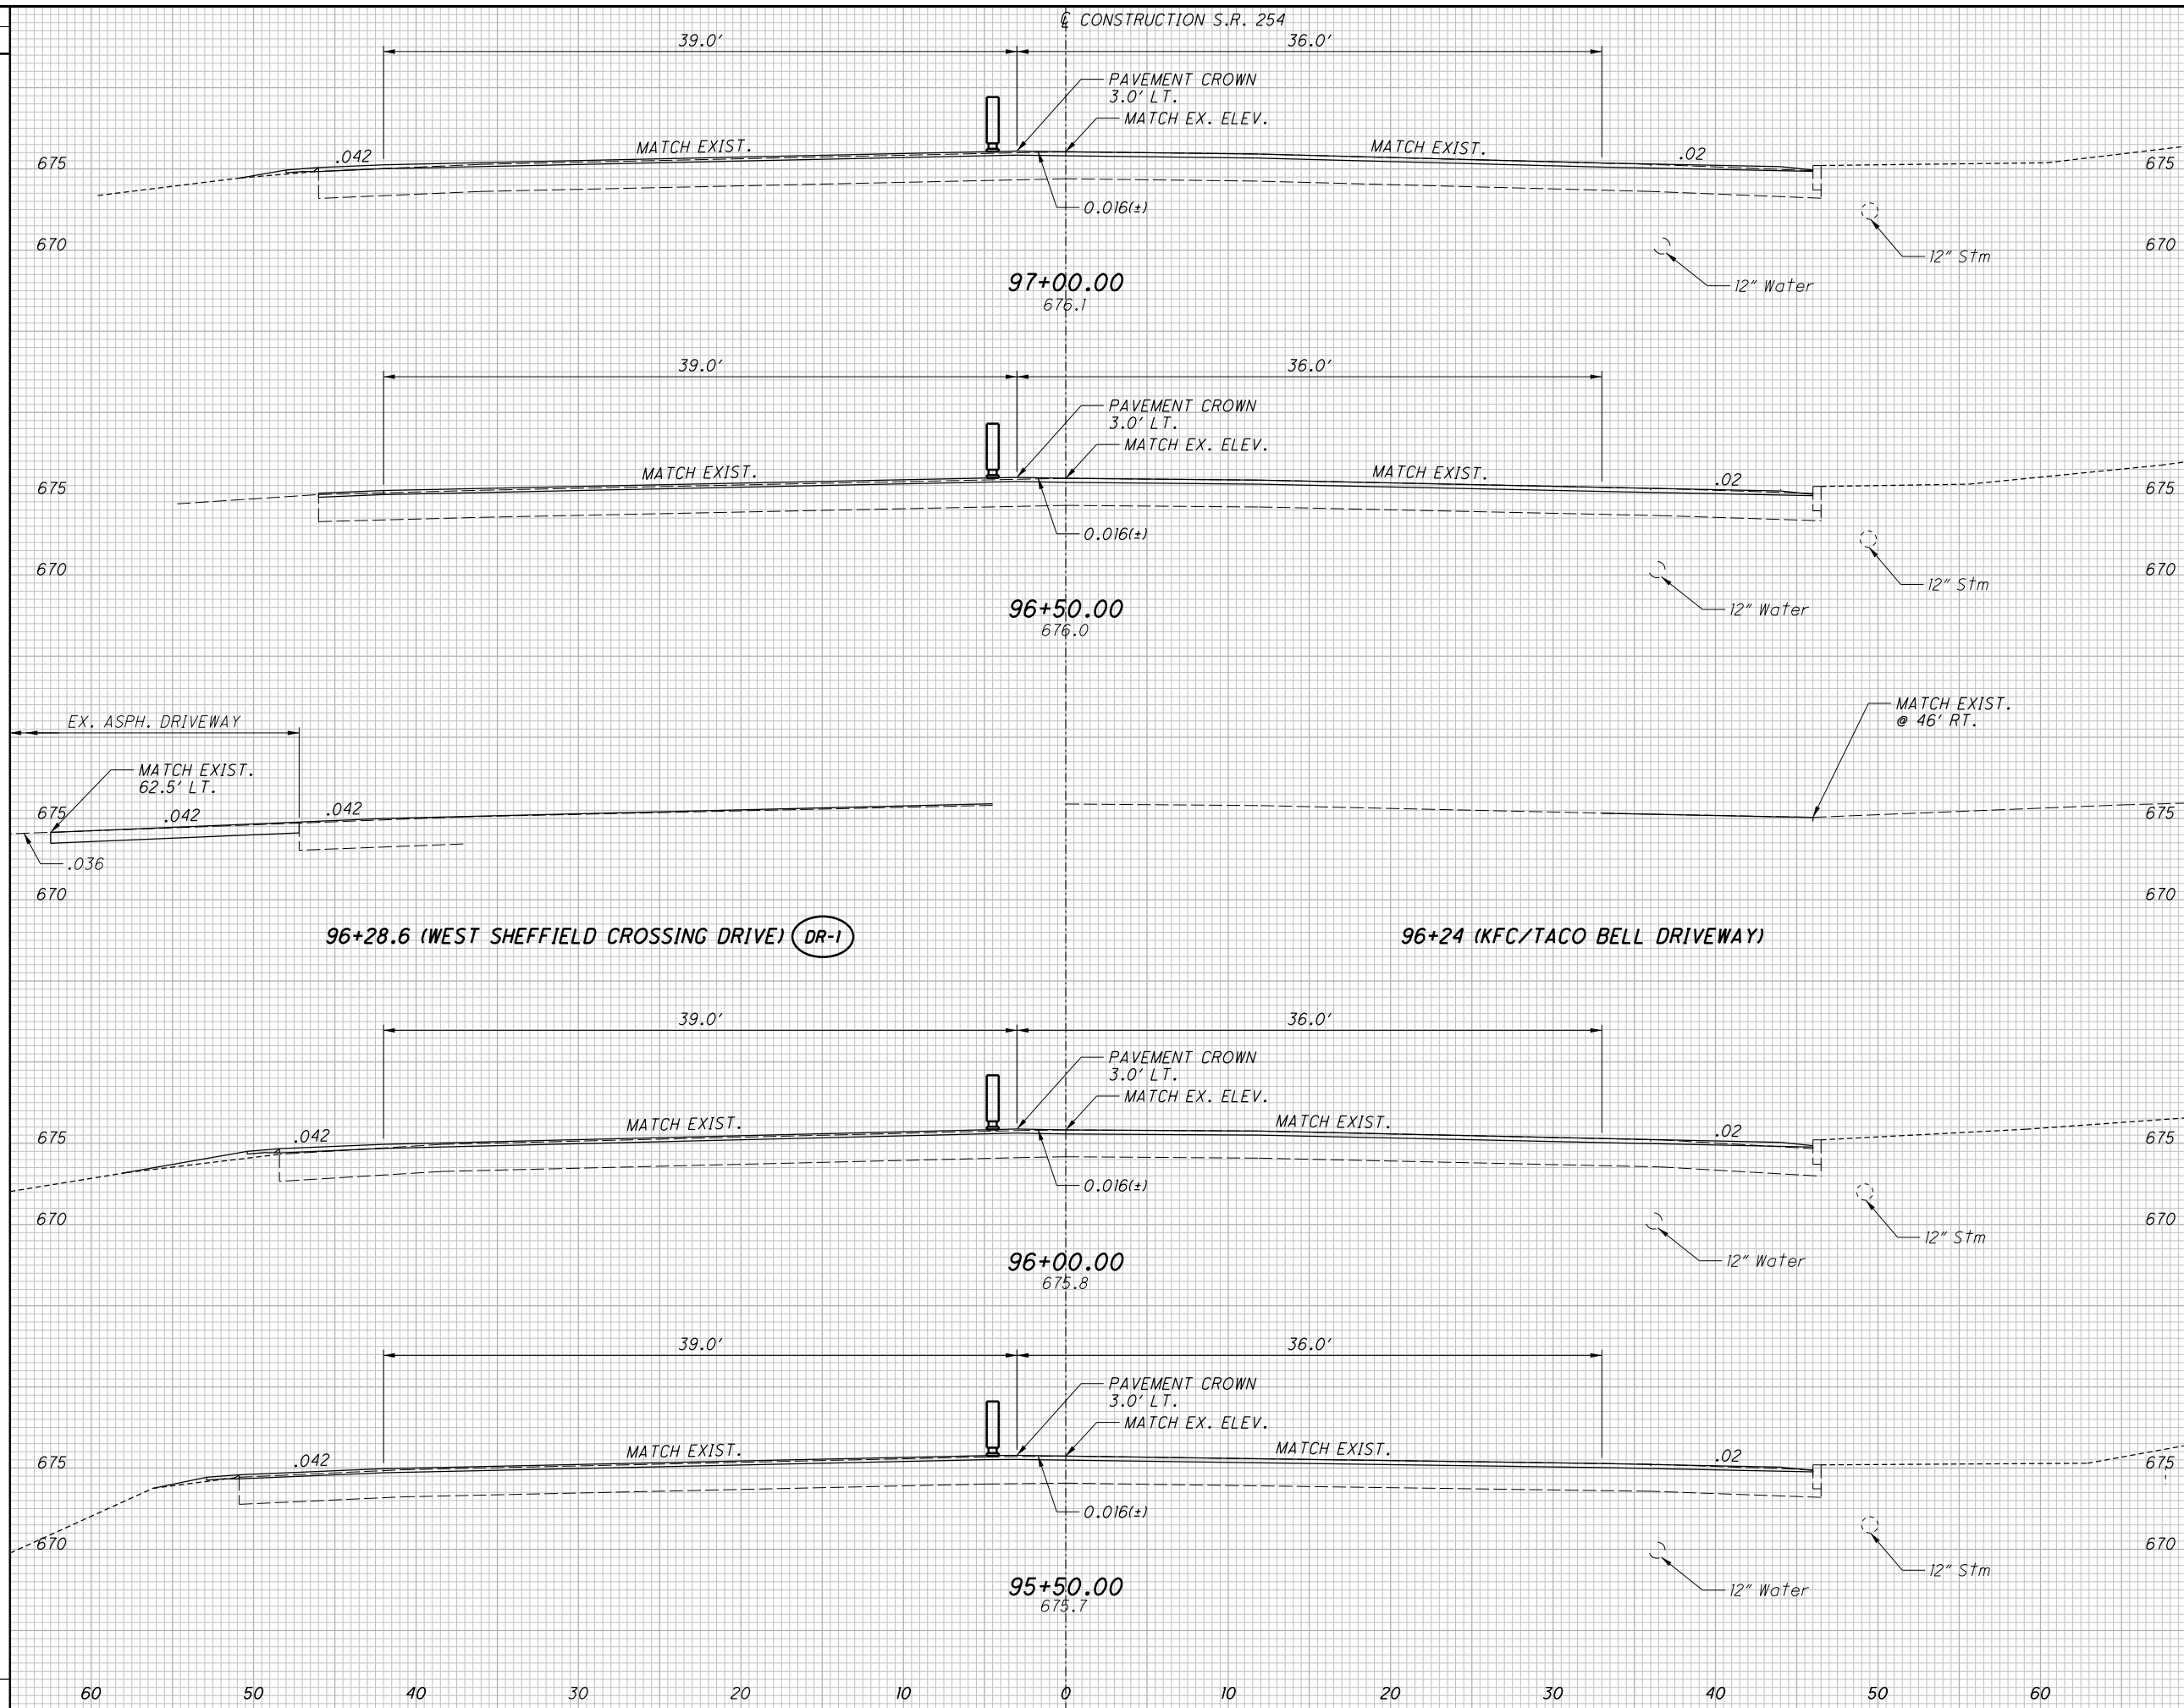 ℄ CONSTRUCTION S.R. 254
39.0' 36.0'
PAVEMENT CROWN
3.0' LT.
MATCH EX. ELEV.
675 .042 MATCH EXIST. MATCH EXIST. .02 675
0.016(±)
670 670
12" Stm
12" Water
97+00.00
676.1
39.0' 36.0'
PAVEMENT CROWN
3.0' LT.
MATCH EX. ELEV.
675 MATCH EXIST. MATCH EXIST. .02 675
0.016(±)
670 670
12" Stm
12" Water
96+50.00
676.0
EX. ASPH. DRIVEWAY
MATCH EXIST.
@ 46' RT.
MATCH EXIST.
62.5' LT.
675 .042 .042 675
.036
670 670
96+28.6 (WEST SHEFFIELD CROSSING DRIVE) DR-1
96+24 (KFC/TACO BELL DRIVEWAY)
39.0' 36.0'
PAVEMENT CROWN
3.0' LT.
MATCH EX. ELEV.
675 .042 MATCH EXIST. MATCH EXIST. .02 675
0.016(±)
670 670
12" Stm
12" Water
96+00.00
675.8
39.0' 36.0'
PAVEMENT CROWN
3.0' LT.
MATCH EX. ELEV.
675 .042 MATCH EXIST. MATCH EXIST. .02 675
0.016(±)
670 670
12" Stm
12" Water
95+50.00
675.7
60 50 40 30 20 10 0 10 20 30 40 50 60